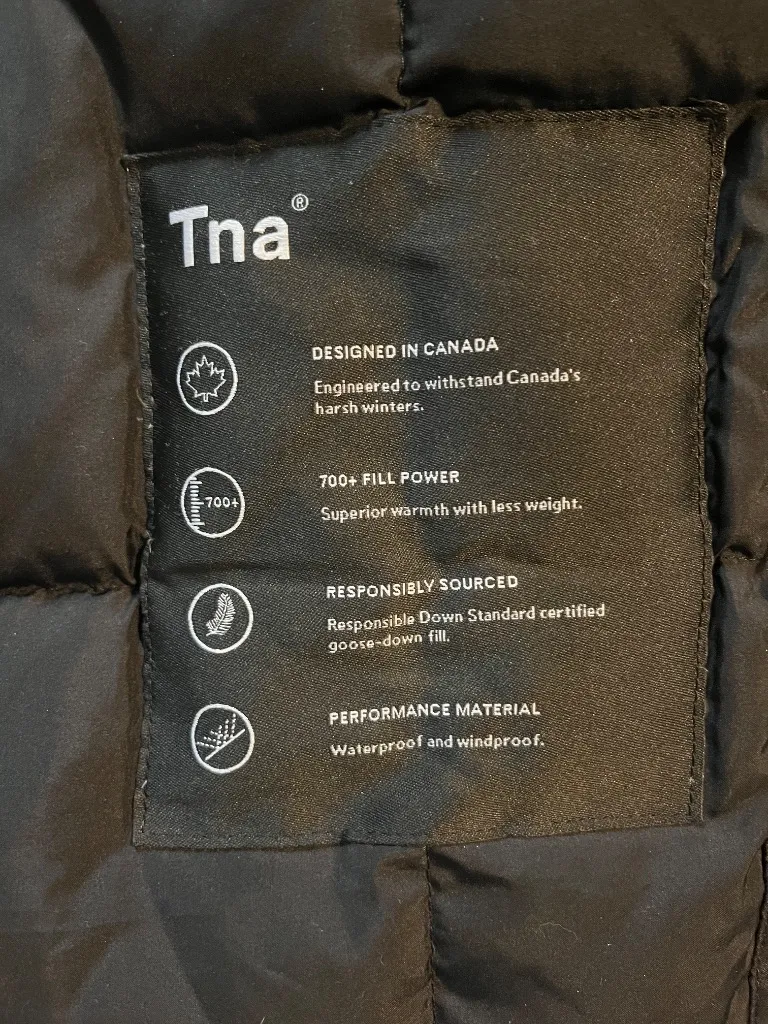 Tna®
DESIGNED IN CANADA
Engineered to withstand Canada's
harsh winters.
700+
700+ FILL POWER
Superior warmth with less weight.
RESPONSIBLY SOURCED
Responsible Down Standard certified
goose-down fill.
PERFORMANCE MATERIAL
Waterproof and windproof.